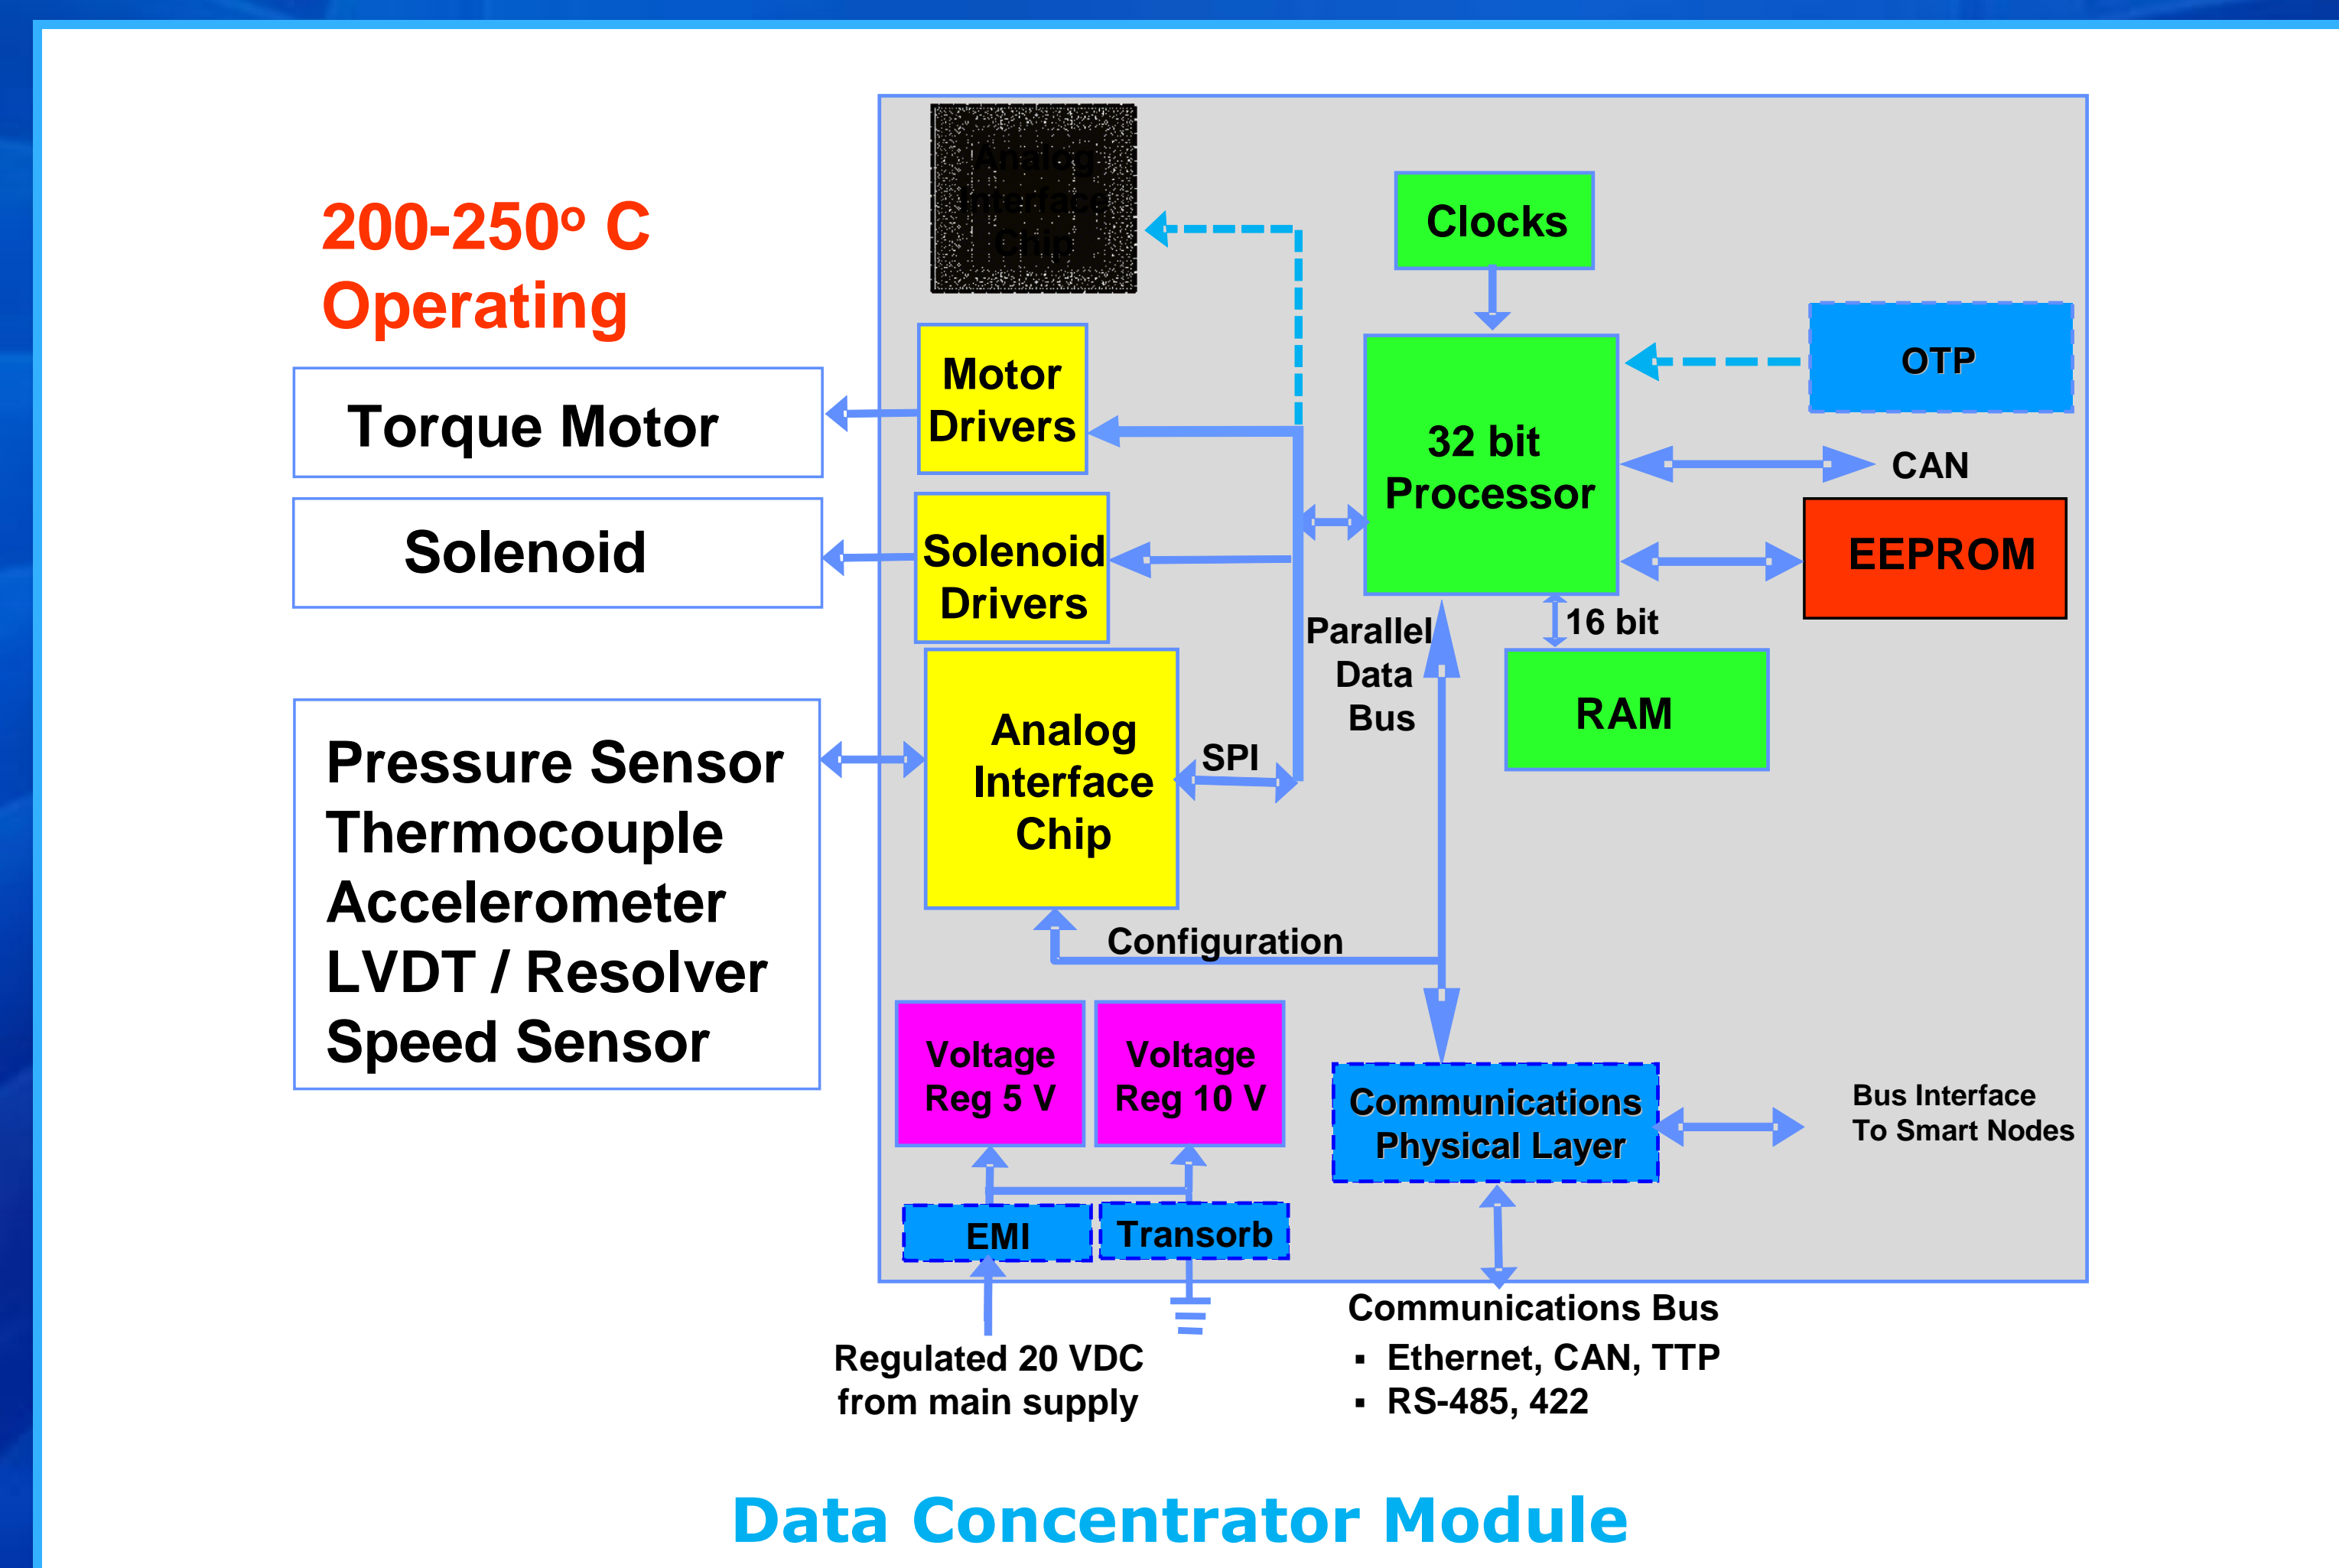 Analog
Interface
Chip
Clocks
200-250º C
Operating
OTP
Motor
Drivers
Torque Motor
32 bit
Processor
CAN
Solenoid
Solenoid
Drivers
EEPROM
16 bit
Parallel
Data
Bus
RAM
Analog
Interface
Chip
SPI
Pressure Sensor
Thermocouple
Accelerometer
LVDT / Resolver
Speed Sensor
Configuration
Voltage
Reg 5 V
Voltage
Reg 10 V
Communications
Physical Layer
Bus Interface
To Smart Nodes
EMI
Transorb
Communications Bus
▪ Ethernet, CAN, TTP
▪ RS-485, 422
Regulated 20 VDC
from main supply
Data Concentrator Module